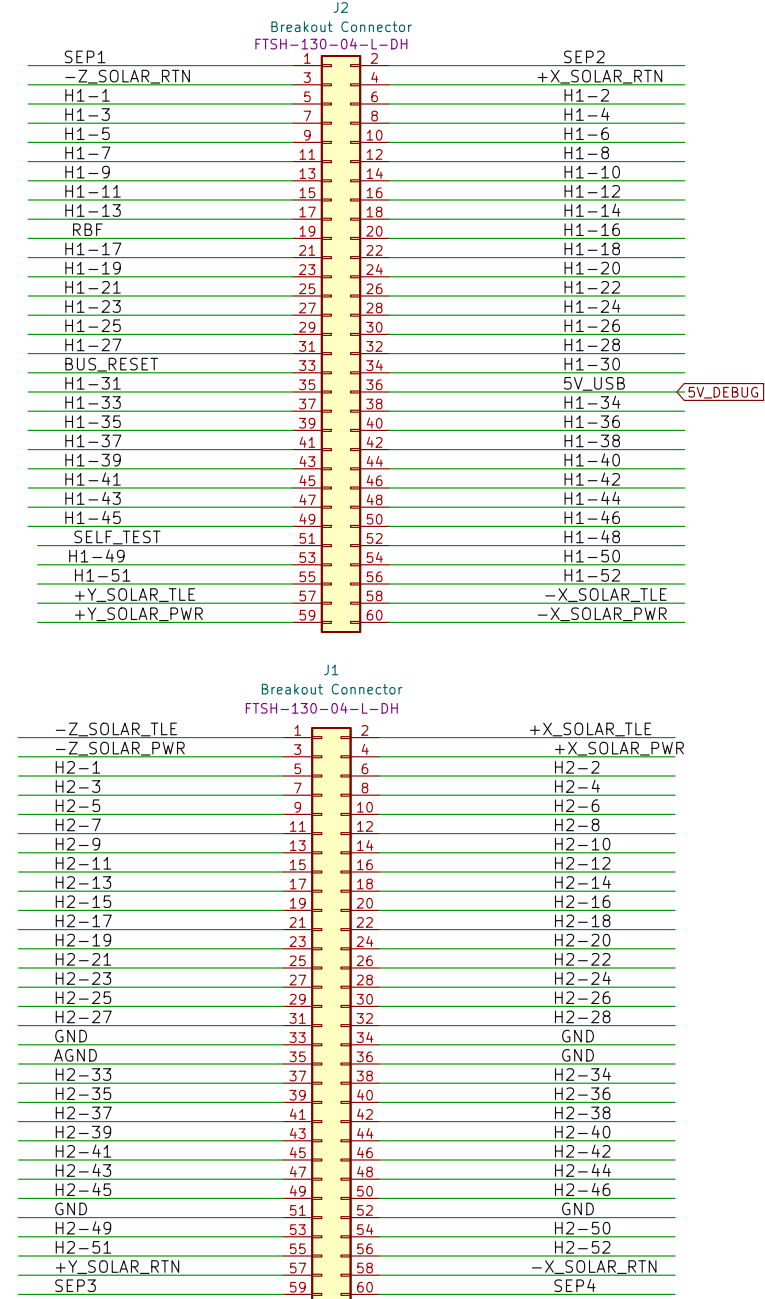 J2
Breakout Connector
FTSH-130-04-L-DH
SEP1 1 2 SEP2
-Z_SOLAR_RTN 3 4 +X_SOLAR_RTN
H1-1 5 6 H1-2
H1-3 7 8 H1-4
H1-5 9 10 H1-6
H1-7 11 12 H1-8
H1-9 13 14 H1-10
H1-11 15 16 H1-12
H1-13 17 18 H1-14
RBF 19 20 H1-16
H1-17 21 22 H1-18
H1-19 23 24 H1-20
H1-21 25 26 H1-22
H1-23 27 28 H1-24
H1-25 29 30 H1-26
H1-27 31 32 H1-28
BUS_RESET 33 34 H1-30
H1-31 35 36 5V_USB 5V_DEBUG
H1-33 37 38 H1-34
H1-35 39 40 H1-36
H1-37 41 42 H1-38
H1-39 43 44 H1-40
H1-41 45 46 H1-42
H1-43 47 48 H1-44
H1-45 49 50 H1-46
SELF_TEST 51 52 H1-48
H1-49 53 54 H1-50
H1-51 55 56 H1-52
+Y_SOLAR_TLE 57 58 -X_SOLAR_TLE
+Y_SOLAR_PWR 59 60 -X_SOLAR_PWR
J1
Breakout Connector
FTSH-130-04-L-DH
-Z_SOLAR_TLE 1 2 +X_SOLAR_TLE
-Z_SOLAR_PWR 3 4 +X_SOLAR_PWR
H2-1 5 6 H2-2
H2-3 7 8 H2-4
H2-5 9 10 H2-6
H2-7 11 12 H2-8
H2-9 13 14 H2-10
H2-11 15 16 H2-12
H2-13 17 18 H2-14
H2-15 19 20 H2-16
H2-17 21 22 H2-18
H2-19 23 24 H2-20
H2-21 25 26 H2-22
H2-23 27 28 H2-24
H2-25 29 30 H2-26
H2-27 31 32 H2-28
GND 33 34 GND
AGND 35 36 GND
H2-33 37 38 H2-34
H2-35 39 40 H2-36
H2-37 41 42 H2-38
H2-39 43 44 H2-40
H2-41 45 46 H2-42
H2-43 47 48 H2-44
H2-45 49 50 H2-46
GND 51 52 GND
H2-49 53 54 H2-50
H2-51 55 56 H2-52
+Y_SOLAR_RTN 57 58 -X_SOLAR_RTN
SEP3 59 60 SEP4